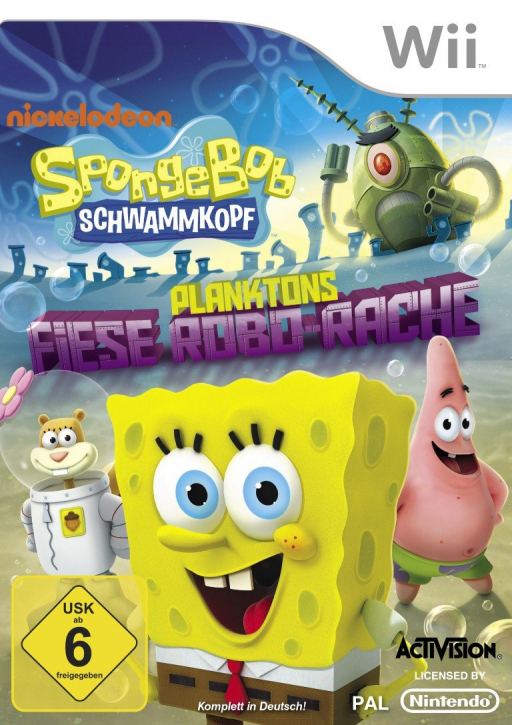 Wii™
nickelodeon
SPONGEBOB
SCHWAMMKOPF
PLANKTONS
FIESE ROBO-RACHE
USK
ab
6
freigegeben
Komplett in Deutsch!
ACTIVISION®
LICENSED BY
PAL Nintendo